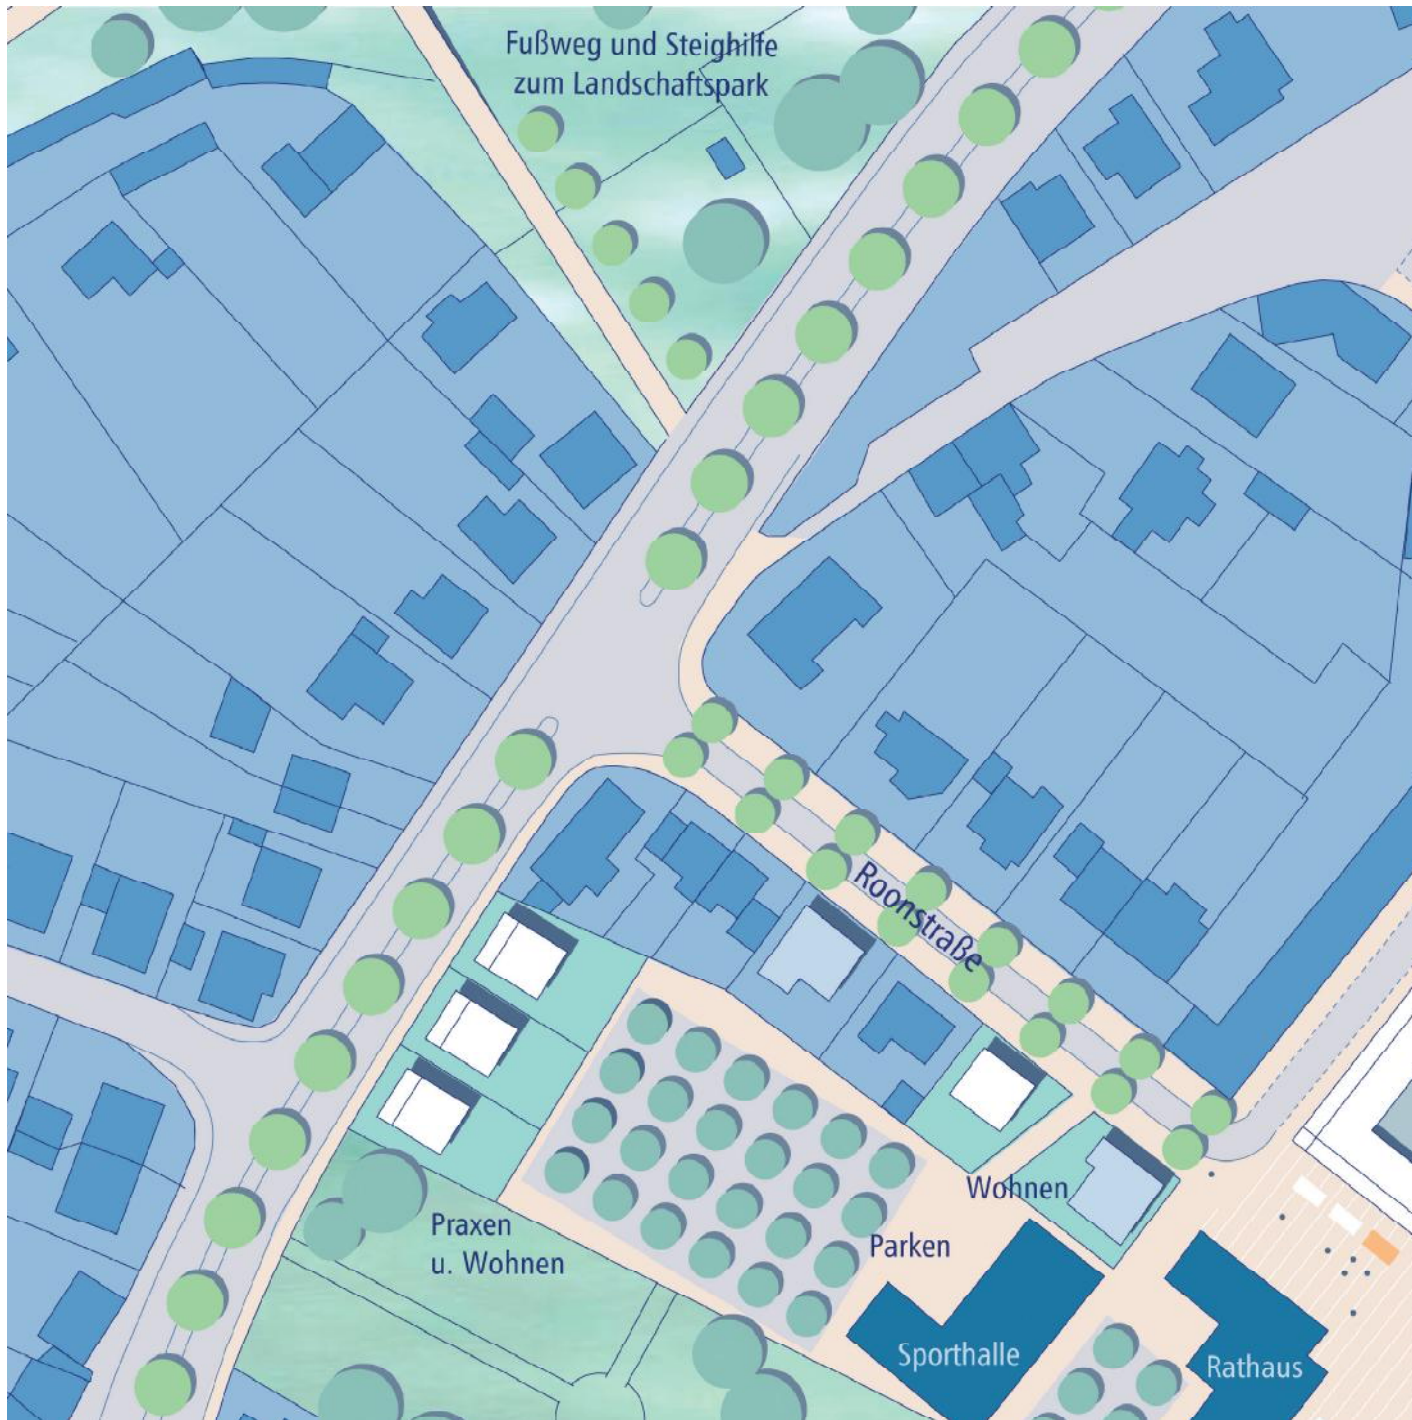 Fußweg und Steighilfe
zum Landschaftspark
Roonstraße
Wohnen
Praxen
u. Wohnen
Parken
Sporthalle
Rathaus